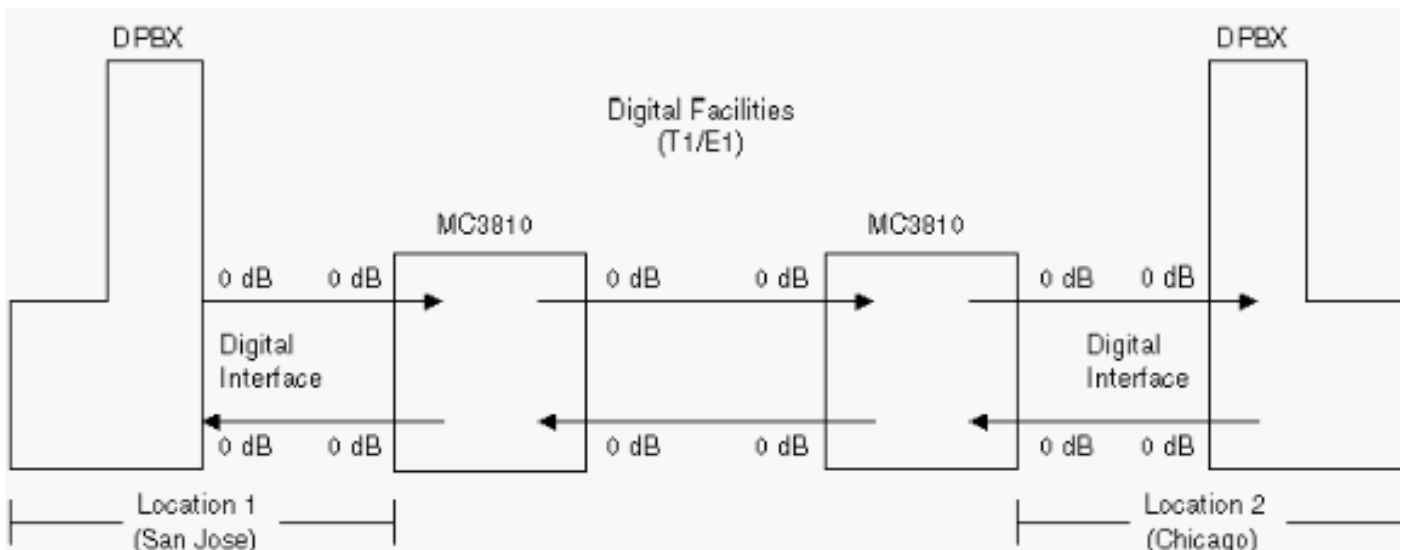 DPBX
DPBX
Digital Facilities
(T1/E1)
MC3810
MC3810
0 dB 0 dB 0 dB 0 dB 0 dB 0 dB
Digital
Interface
Digital
Interface
0 dB 0 dB 0 dB 0 dB 0 dB 0 dB
Location 1
(San Jose)
Location 2
(Chicago)